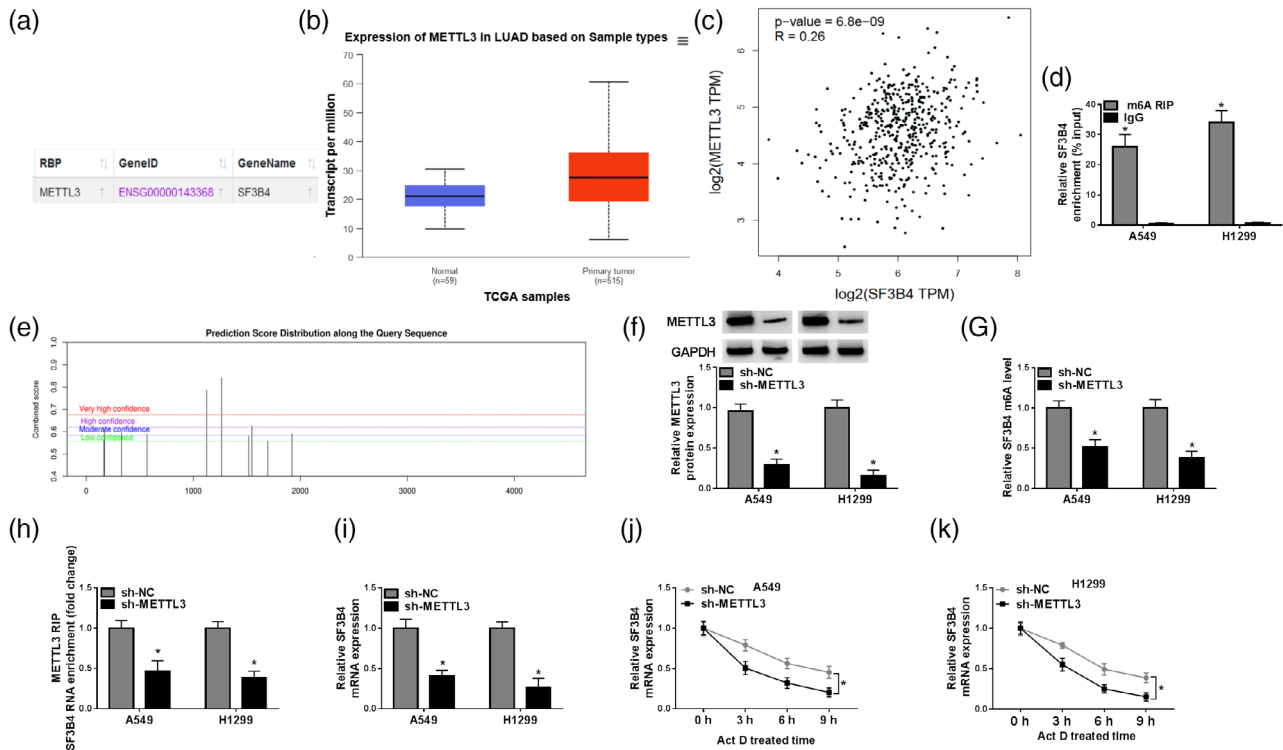 (a)
RBP GeneID GeneName
METTL3 ENSG00000143368 SF3B4
(b)
Expression of METTL3 in LUAD based on Sample types
Transcript per million
70
60
50
40
30
20
10
0
Normal
(n=59)
Primary tumor
(n=515)
TCGA samples
(c)
p-value = 6.8e-09
R = 0.26
log2(METTL3 TPM)
6
5
4
3
4 5 6 7 8
log2(SF3B4 TPM)
(d)
m6A RIP
IgG
Relative SF3B4
enrichment (% input)
40
30
20
10
0
* *
A549 H1299
(e)
Prediction Score Distribution along the Query Sequence
Combined score
1.0
0.9
0.8
0.7
0.6
0.5
0.4
Very high confidence
High confidence
Moderate confidence
Low confidence
0 1000 2000 3000 4000
(f)
METTL3
GAPDH
sh-NC
sh-METTL3
Relative METTL3
protein expression
1.5
1.0
0.5
0.0
* *
A549 H1299
(G)
sh-NC
sh-METTL3
Relative SF3B4 m6A level
1.5
1.0
0.5
0.0
* *
A549 H1299
(h)
METTL3 RIP
SF3B4 RNA enrichment (fold change)
sh-NC
sh-METTL3
1.5
1.0
0.5
0.0
* *
A549 H1299
(i)
sh-NC
sh-METTL3
Relative SF3B4
mRNA expression
1.5
1.0
0.5
0.0
* *
A549 H1299
(j)
A549
sh-NC
sh-METTL3
Relative SF3B4
mRNA expression
1.5
1.0
0.5
0.0
*
0 h 3 h 6 h 9 h
Act D treated time
(k)
H1299
sh-NC
sh-METTL3
Relative SF3B4
mRNA expression
1.5
1.0
0.5
0.0
*
0 h 3 h 6 h 9 h
Act D treated time